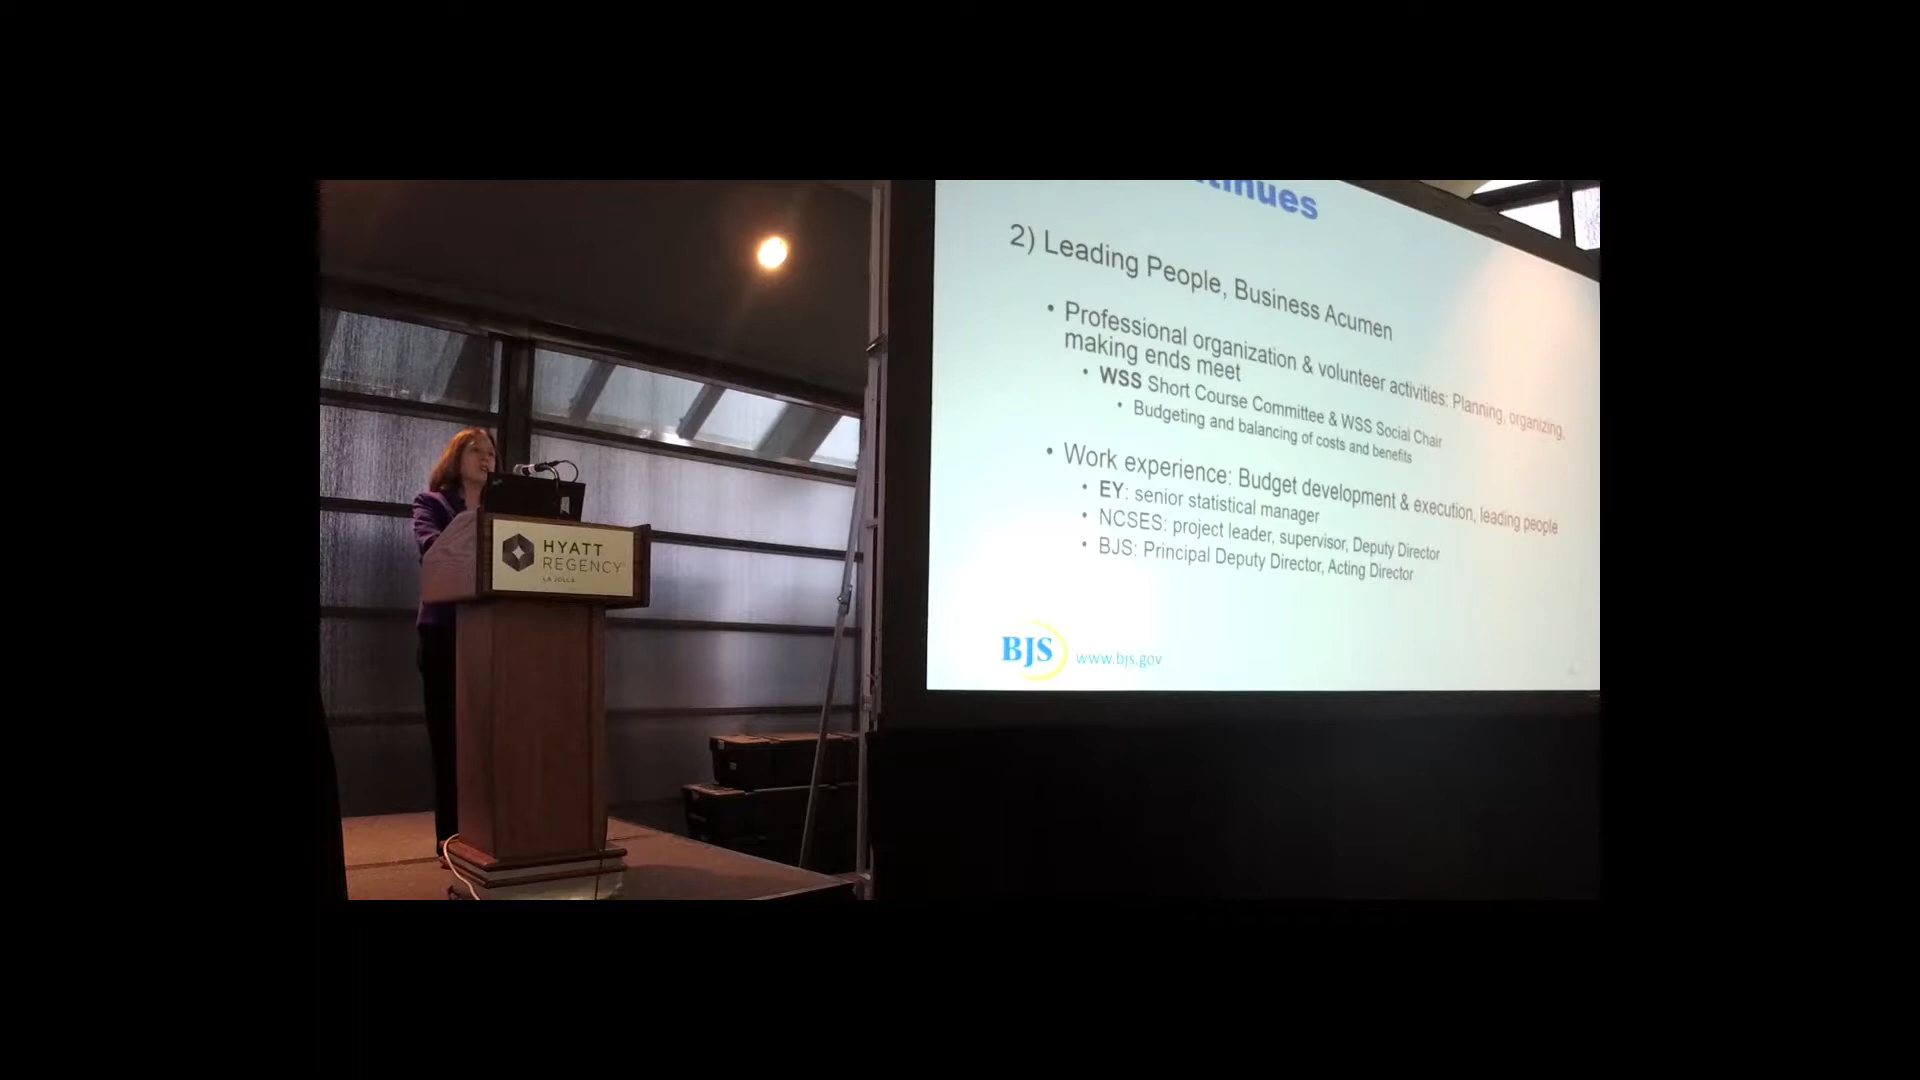 tinues
2) Leading People, Business Acumen
• Professional organization & volunteer activities: Planning, organizing,
making ends meet
• WSS Short Course Committee & WSS Social Chair
• Budgeting and balancing of costs and benefits
• Work experience: Budget development & execution, leading people
• EY: senior statistical manager
• NCSES: project leader, supervisor, Deputy Director
• BJS: Principal Deputy Director, Acting Director
BJS www.bjs.gov
HYATT
REGENCY
LA JOLLA